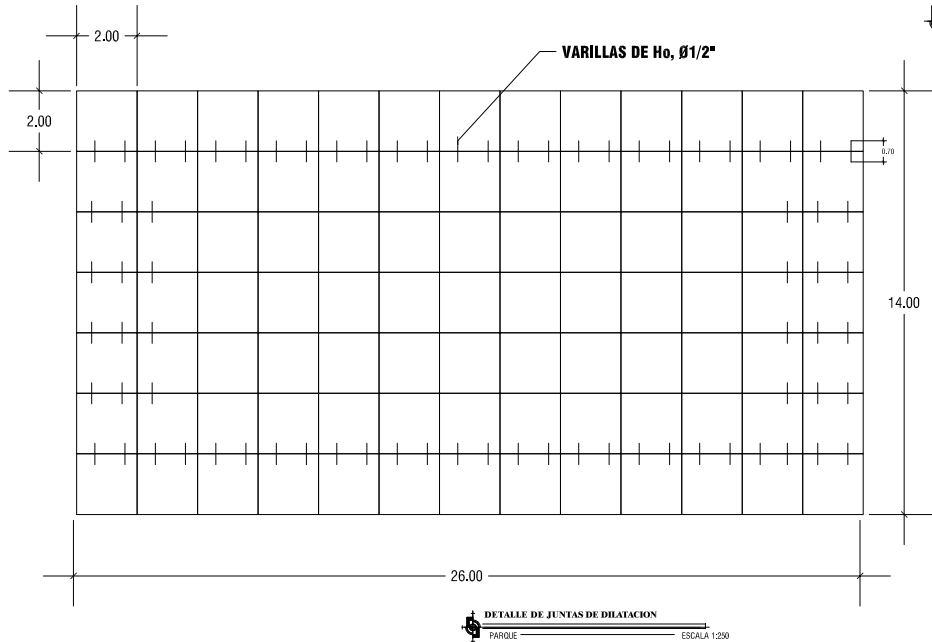 2.00
VARILLAS DE Ho, Ø1/2"
2.00
0.70
14.00
26.00
DETALLE DE JUNTAS DE DILATACION
PARQUE ESCALA 1:250